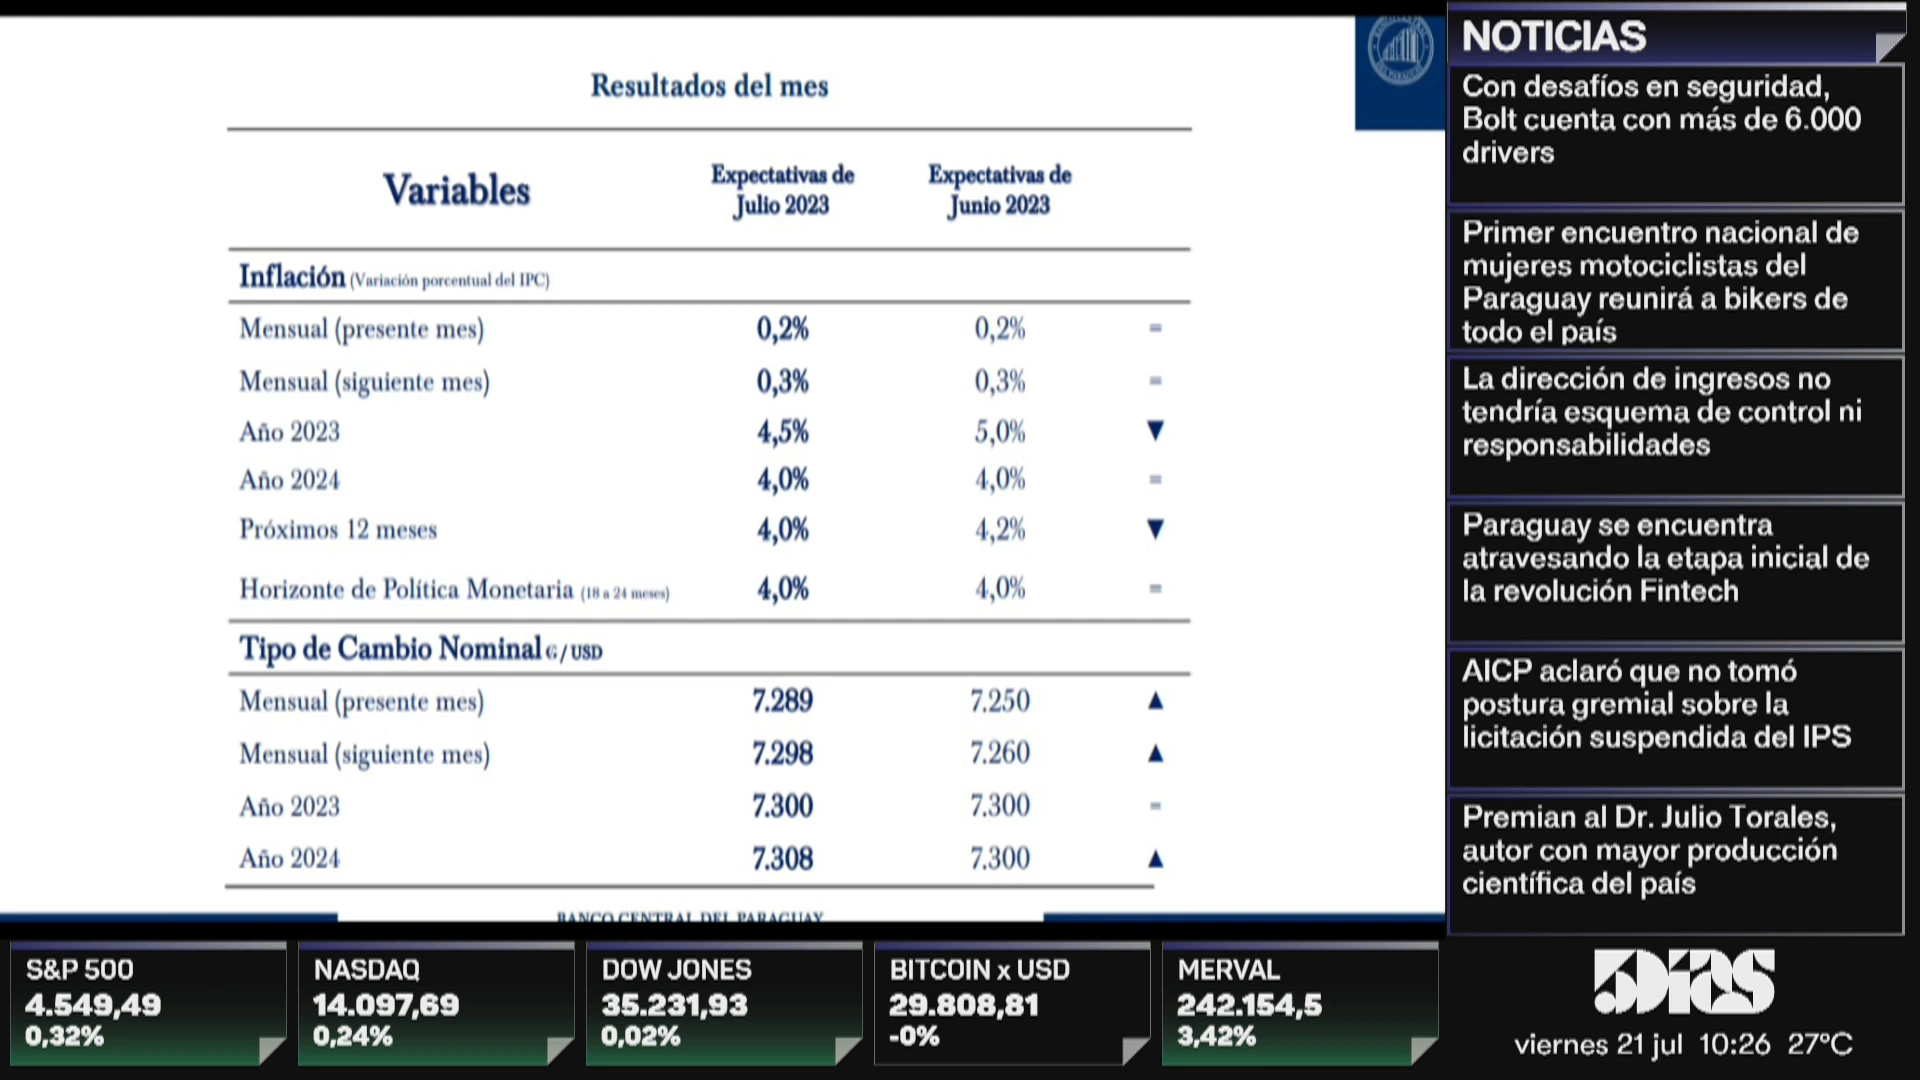 Resultados del mes
Variables
Expectativas de
Julio 2023
Expectativas de
Junio 2023
Inflación (Variación porcentual del IPC)
Mensual (presente mes) 0,2% 0,2% =
Mensual (siguiente mes) 0,3% 0,3% =
Año 2023 4,5% 5,0% ▼
Año 2024 4,0% 4,0% =
Próximos 12 meses 4,0% 4,2% ▼
Horizonte de Política Monetaria (18 a 24 meses) 4,0% 4,0% =
Tipo de Cambio Nominal G/USD
Mensual (presente mes) 7.289 7.250 ▲
Mensual (siguiente mes) 7.298 7.260 ▲
Año 2023 7.300 7.300 =
Año 2024 7.308 7.300 ▲
BANCO CENTRAL DEL PARAGUAY
NOTICIAS
Con desafíos en seguridad,
Bolt cuenta con más de 6.000
drivers
Primer encuentro nacional de
mujeres motociclistas del
Paraguay reunirá a bikers de
todo el país
La dirección de ingresos no
tendría esquema de control ni
responsabilidades
Paraguay se encuentra
atravesando la etapa inicial de
la revolución Fintech
AICP aclaró que no tomó
postura gremial sobre la
licitación suspendida del IPS
Premian al Dr. Julio Torales,
autor con mayor producción
científica del país
S&P 500
4.549,49
0,32%
NASDAQ
14.097,69
0,24%
DOW JONES
35.231,93
0,02%
BITCOIN x USD
29.808,81
-0%
MERVAL
242.154,5
3,42%
5DIAS
viernes 21 jul 10:26 27°C